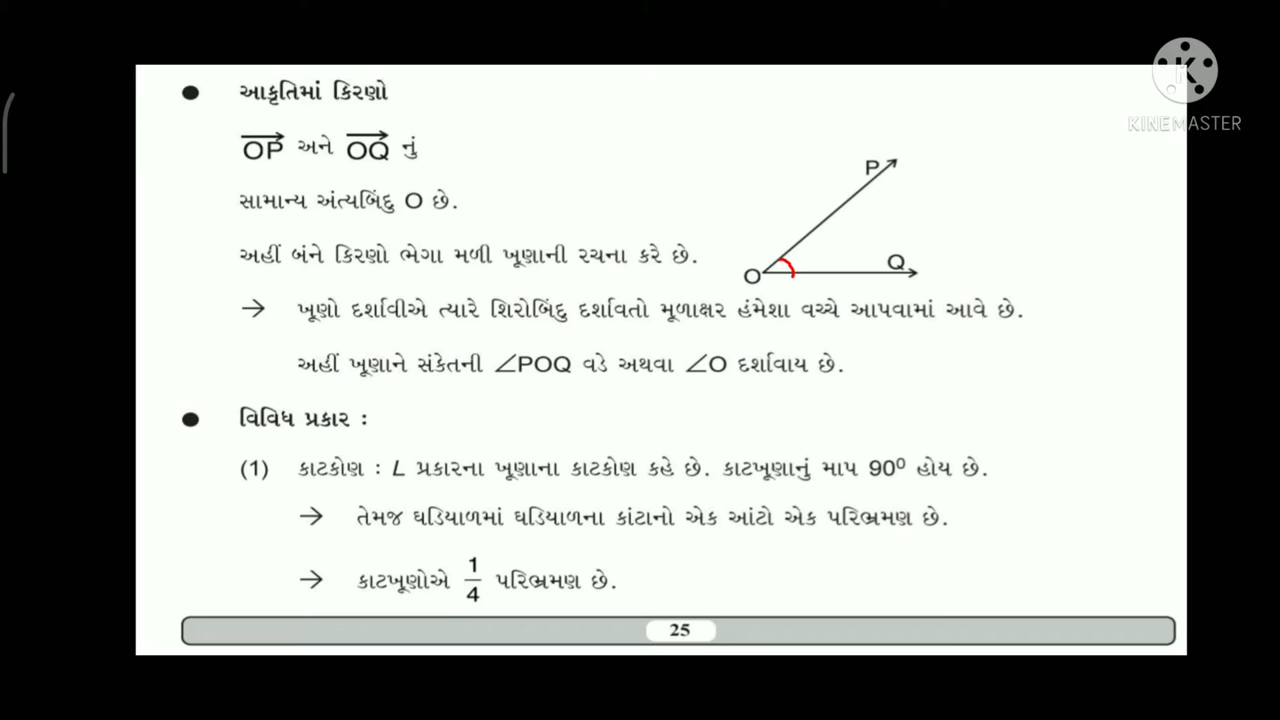 ● આકૃતિમાં કિરણો
OP અને OQ નું
સામાન્ય અંત્યબિંદુ O છે.
અહીં બંને કિરણો ભેગા મળી ખૂણાની રચના કરે છે.
P
O
Q
→ ખૂણો દર્શાવીએ ત્યારે શિરોબિંદુ દર્શાવતો મૂળાક્ષર હંમેશા વચ્ચે આપવામાં આવે છે.
અહીં ખૂણાને સંકેતની ∠POQ વડે અથવા ∠O દર્શાવાય છે.
● વિવિધ પ્રકાર :
(1) કાટકોણ : L પ્રકારના ખૂણાના કાટકોણ કહે છે. કાટખૂણાનું માપ 90⁰ હોય છે.
→ તેમજ ઘડિયાળમાં ઘડિયાળના કાંટાનો એક આંટો એક પરિભ્રમણ છે.
→ કાટખૂણોએ 1/4 પરિભ્રમણ છે.
25
K
KINEMASTER